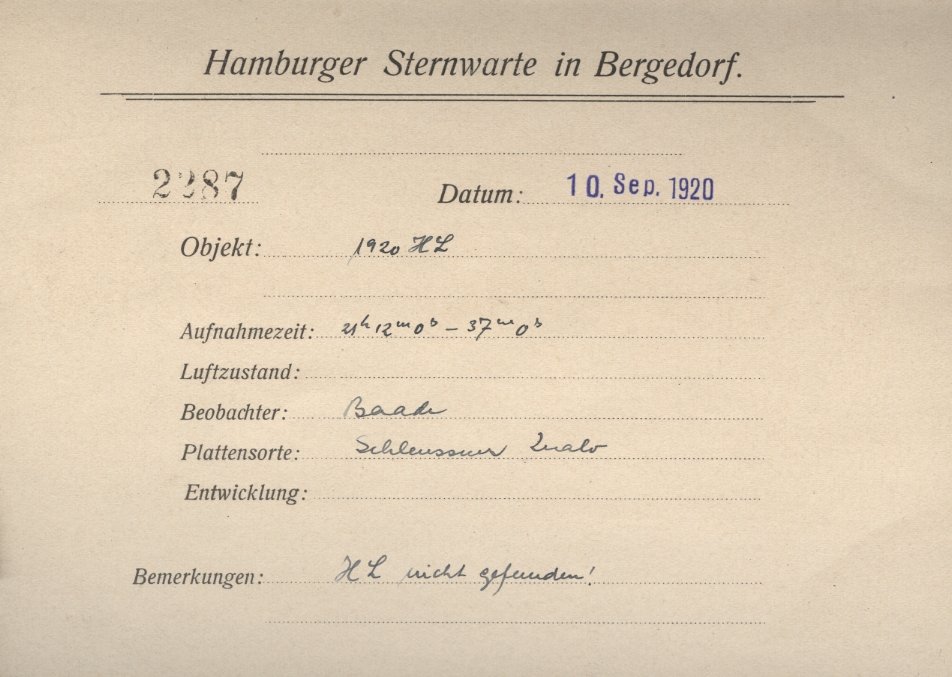 Hamburger Sternwarte in Bergedorf.
2287 Datum: 10. Sep. 1920
Objekt: 1920 HL
Aufnahmezeit: 21h 12m 0s – 37m 0s
Luftzustand:
Beobachter: Baade
Plattensorte: Schleussner
Entwicklung:
Bemerkungen: HL nicht gefunden!